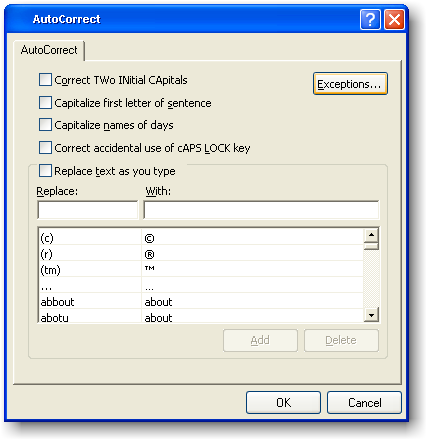 AutoCorrect
?
AutoCorrect
Correct TWo INitial CApitals
Exceptions...
Capitalize first letter of sentence
Capitalize names of days
Correct accidental use of cAPS LOCK key
Replace text as you type
Replace: With:
(c) ©
(r) ®
(tm) ™
... …
abbout about
abotu about
Add Delete
OK Cancel